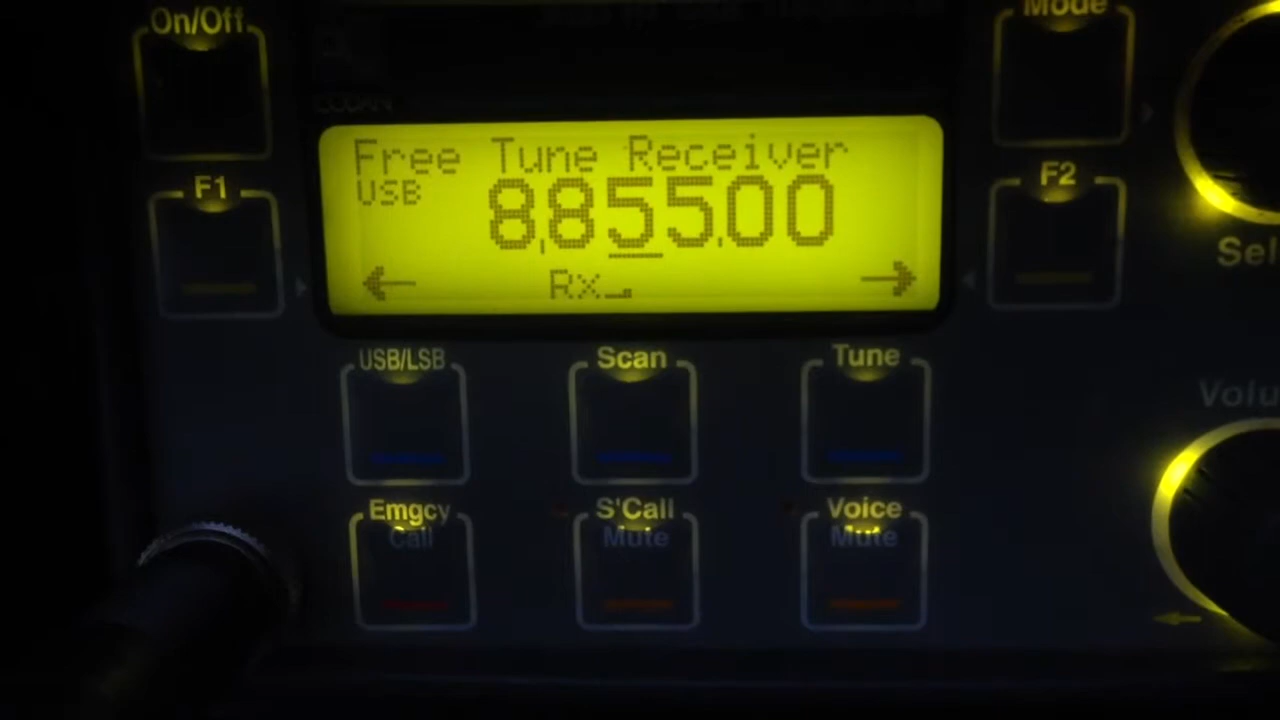 On/Off
Mode
CODAN
Free Tune Receiver
F1
F2
USB
8,855.00
Sel
← Rx →
USB/LSB
Scan
Tune
Volu
Emgcy
Call
S'Call
Mute
Voice
Mute